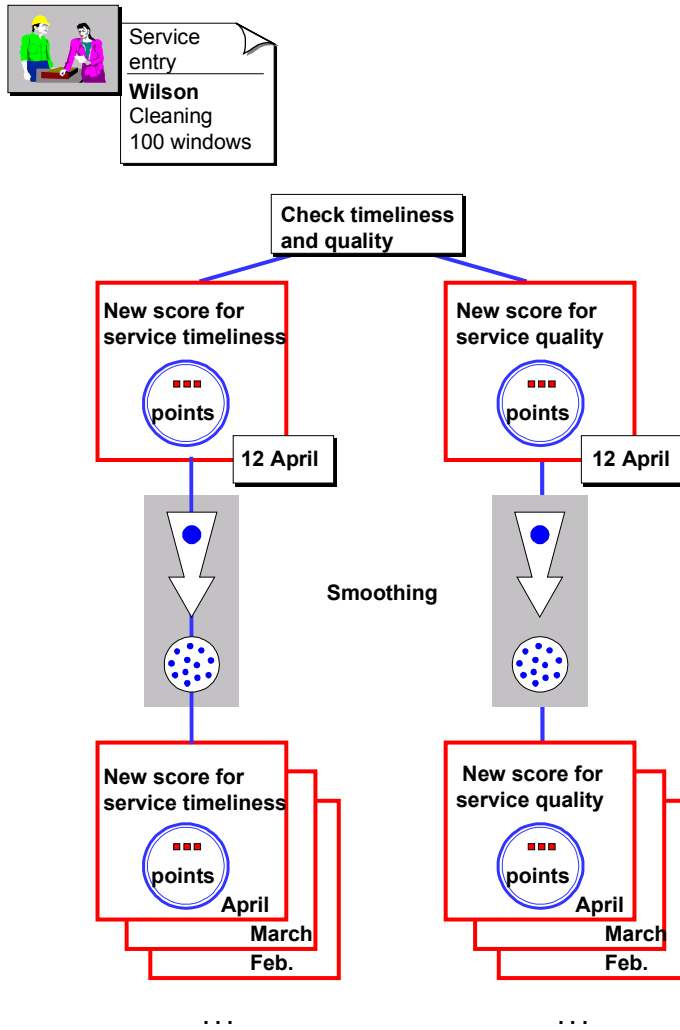 Service
entry
Wilson
Cleaning
100 windows
Check timeliness
and quality
New score for
service timeliness
points
12 April
New score for
service quality
points
12 April
Smoothing
New score for
service timeliness
points
April
March
Feb.
...
New score for
service quality
points
April
March
Feb.
...